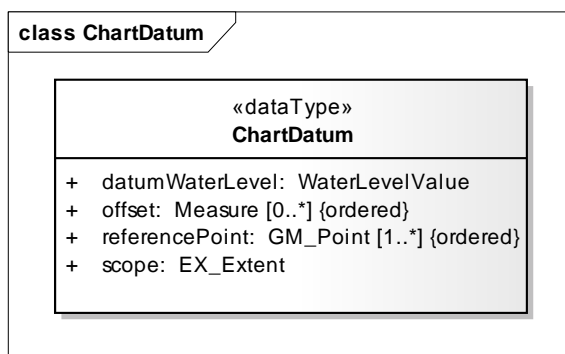 class ChartDatum
«dataType»
ChartDatum
+ datumWaterLevel: WaterLevelValue
+ offset: Measure [0..*] {ordered}
+ referencePoint: GM_Point [1..*] {ordered}
+ scope: EX_Extent